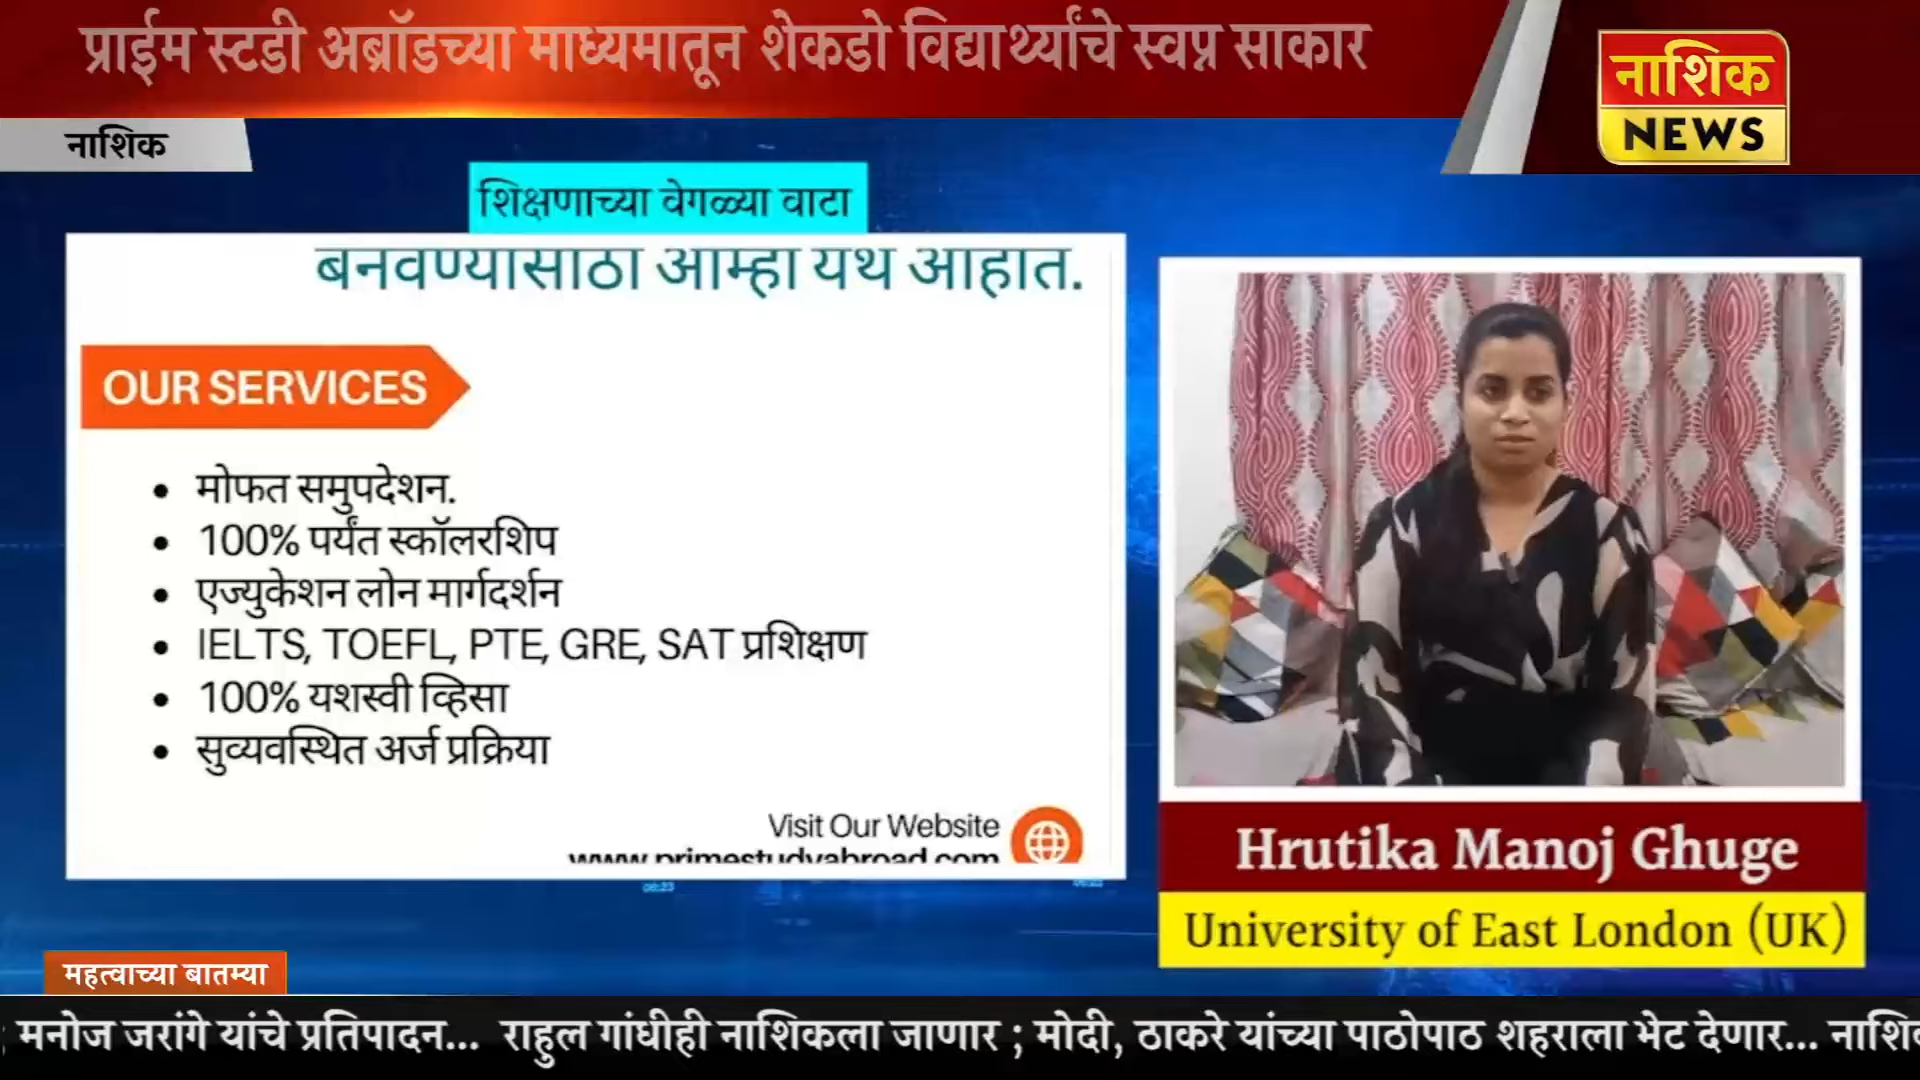 प्राईम स्टडी अब्रॉडच्या माध्यमातून शेकडो विद्यार्थ्यांचे स्वप्न साकार
नाशिक
NEWS
नाशिक
शिक्षणाच्या वेगळ्या वाटा
बनवण्यासाठी आम्ही येथे आहोत.
OUR SERVICES
• मोफत समुपदेशन.
• 100% पर्यंत स्कॉलरशिप
• एज्युकेशन लोन मार्गदर्शन
• IELTS, TOEFL, PTE, GRE, SAT प्रशिक्षण
• 100% यशस्वी व्हिसा
• सुव्यवस्थित अर्ज प्रक्रिया
Visit Our Website
www.primestudyabroad.com
Hrutika Manoj Ghuge
University of East London (UK)
महत्वाच्या बातम्या
; मनोज जरांगे यांचे प्रतिपादन... राहुल गांधीही नाशिकला जाणार ; मोदी, ठाकरे यांच्या पाठोपाठ शहराला भेट देणार...